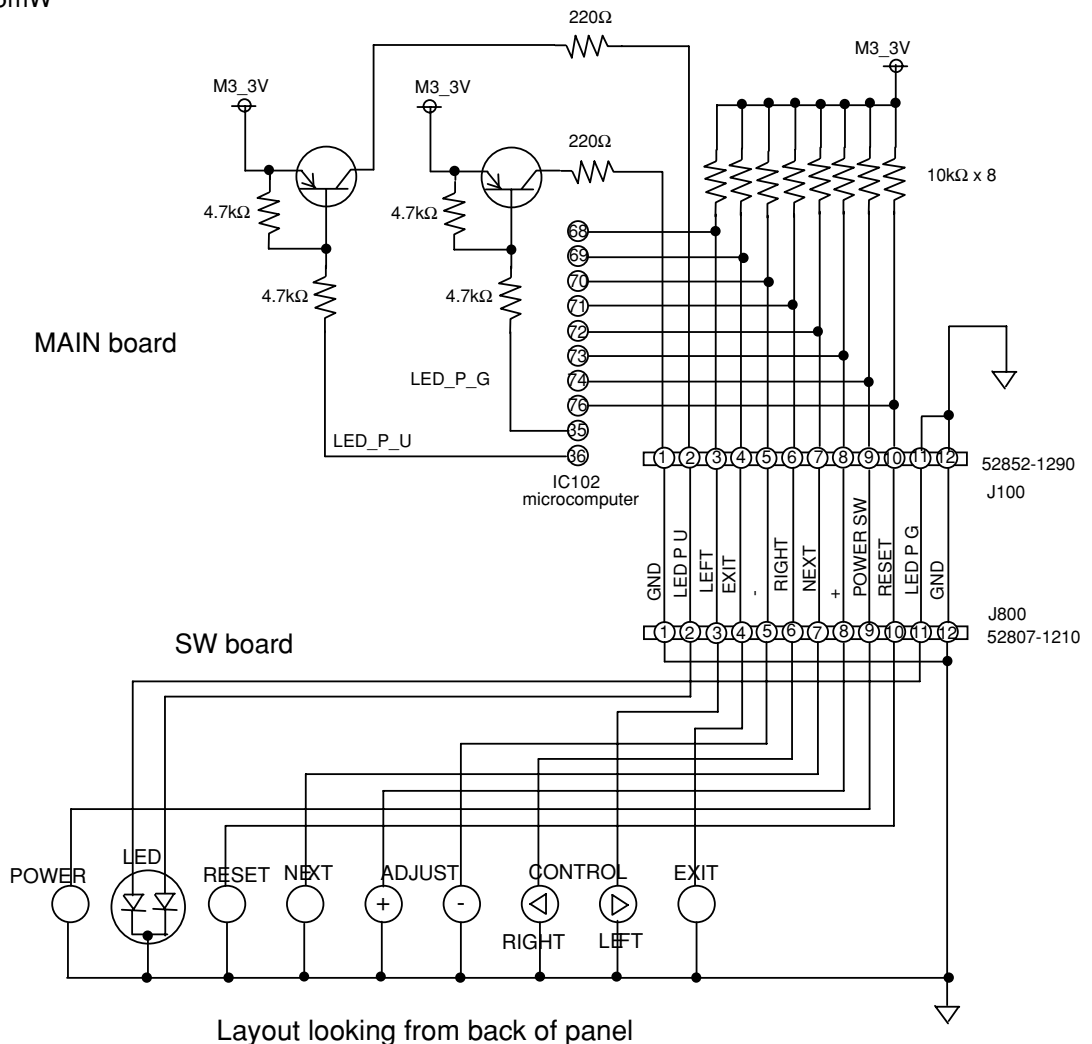 220Ω
M3_3V
M3_3V
M3_3V
220Ω
4.7kΩ
4.7kΩ
10kΩ x 8
68
69
4.7kΩ
4.7kΩ
70
71
MAIN board
72
73
LED_P_G
74
76
LED_P_U
35
36
IC102
microcomputer
1 2 3 4 5 6 7 8 9 10 11 12
52852-1290
J100
GND
LED P U
LEFT
EXIT
-
RIGHT
NEXT
+
POWER SW
RESET
LED P G
GND
1 2 3 4 5 6 7 8 9 10 11 12
J800
52807-1210
SW board
POWER
LED
RESET
NEXT
ADJUST
CONTROL
EXIT
+
-
RIGHT
LEFT
Layout looking from back of panel